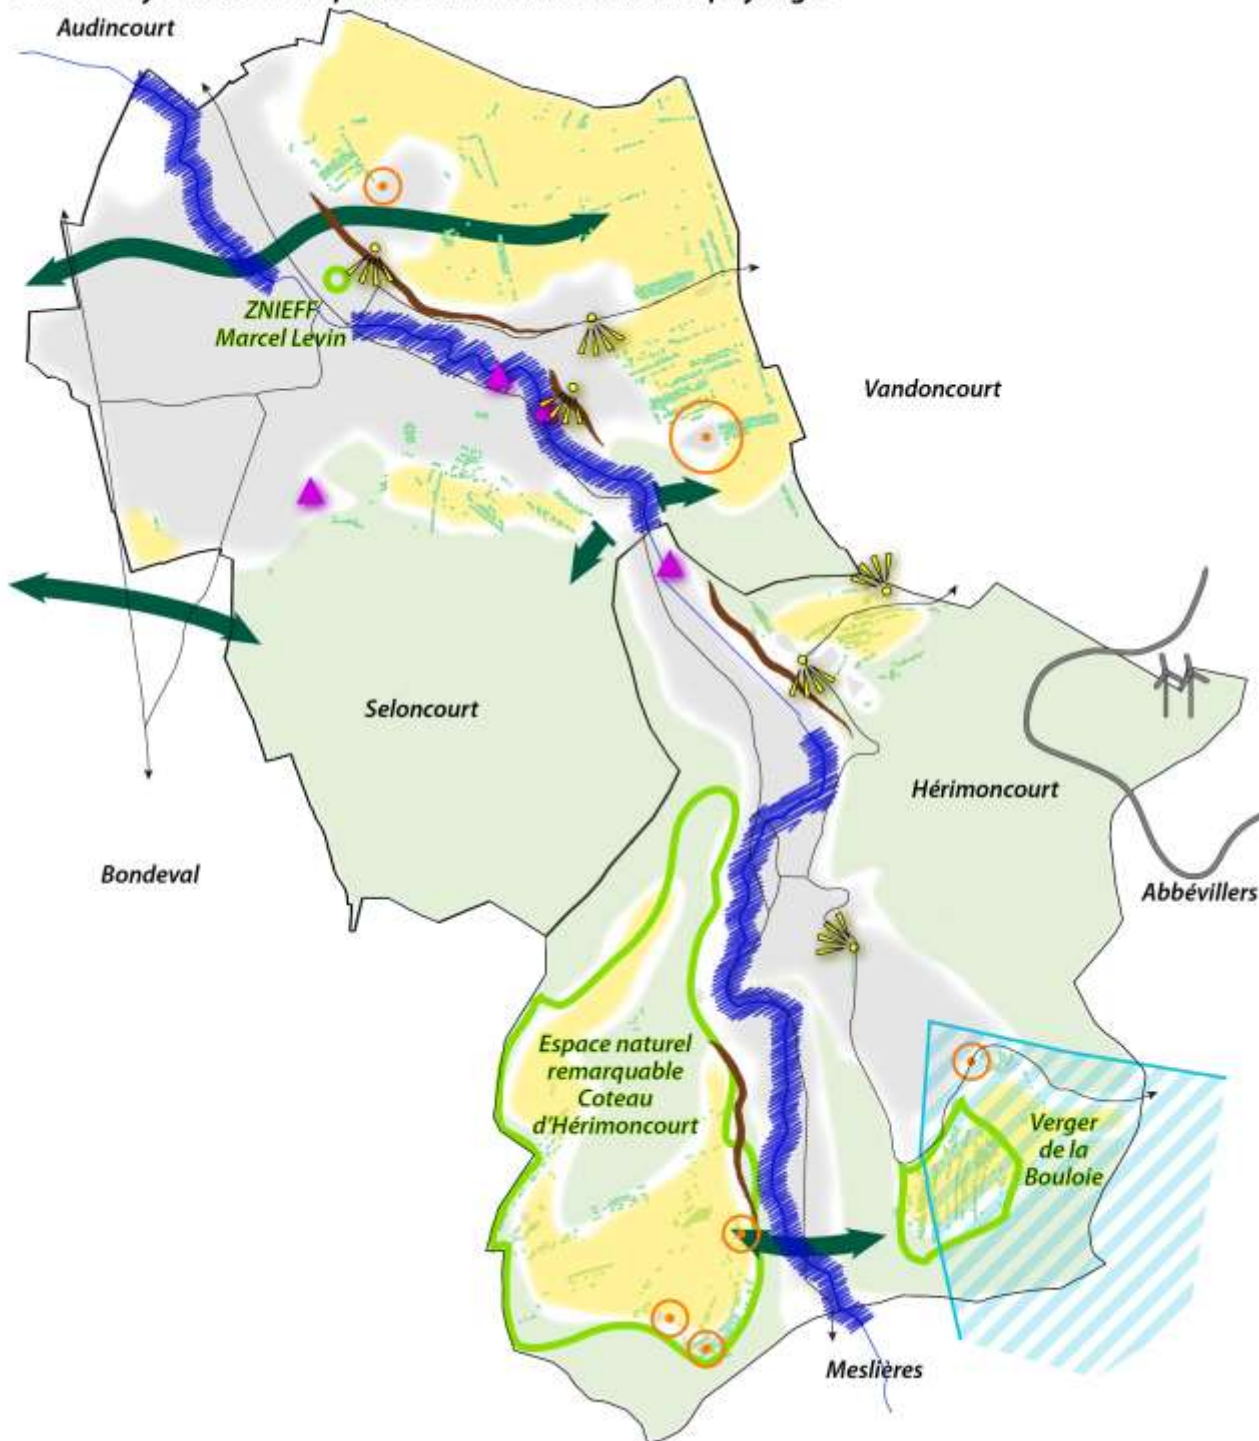 Audincourt
ZNIEFF
Marcel Levin
Vandoncourt
Seloncourt
Hérimoncourt
Bondeval
Abbévillers
Espace naturel
remarquable
Coteau
d'Hérimoncourt
Verger
de la
Bouloie
Meslières